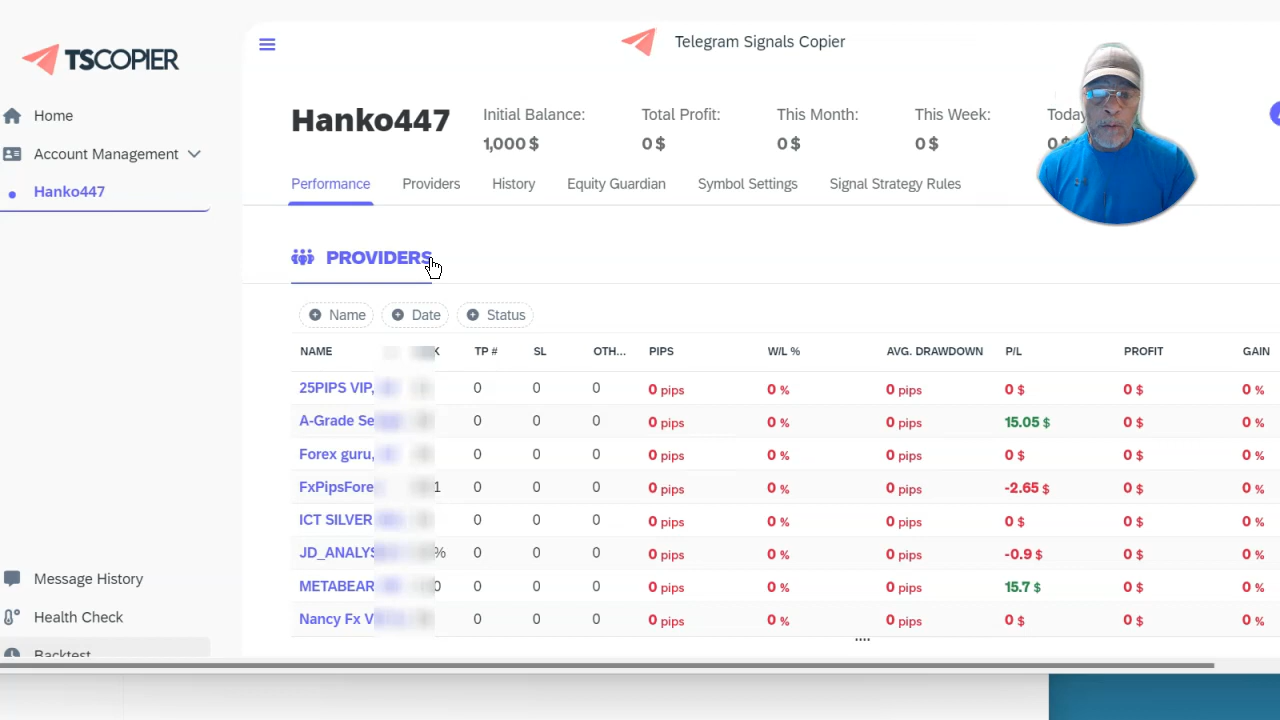 TSCOPIER
Telegram Signals Copier
Home
Account Management
Hanko447
Message History
Health Check
Backtest
Hanko447
Initial Balance: Total Profit: This Month: This Week: Today
1,000 $ 0 $ 0 $ 0 $ 0 $
Performance Providers History Equity Guardian Symbol Settings Signal Strategy Rules
PROVIDERS
Name Date Status
NAME TP # SL OTH... PIPS W/L % AVG. DRAWDOWN P/L PROFIT GAIN
25PIPS VIP, 0 0 0 0 pips 0 % 0 pips 0 $ 0 $ 0 %
A-Grade Se 0 0 0 0 pips 0 % 0 pips 15.05 $ 0 $ 0 %
Forex guru, 0 0 0 0 pips 0 % 0 pips 0 $ 0 $ 0 %
FxPipsFore 1 0 0 0 0 pips 0 % 0 pips -2.65 $ 0 $ 0 %
ICT SILVER 0 0 0 0 pips 0 % 0 pips 0 $ 0 $ 0 %
JD_ANALYS % 0 0 0 0 pips 0 % 0 pips -0.9 $ 0 $ 0 %
METABEAR 0 0 0 0 0 pips 0 % 0 pips 15.7 $ 0 $ 0 %
Nancy Fx V 0 0 0 0 pips 0 % 0 pips 0 $ 0 $ 0 %
....